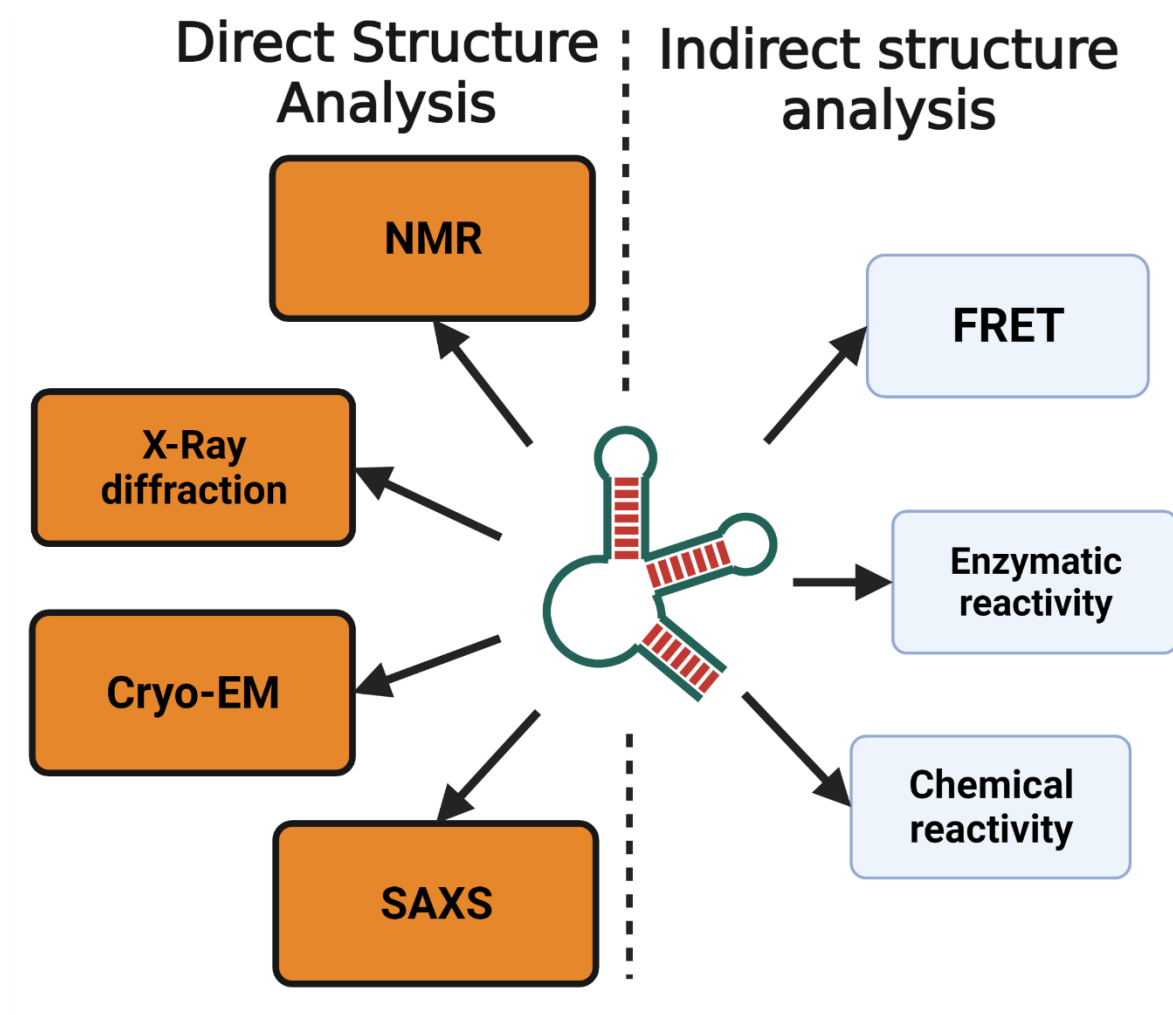 Direct Structure
Analysis
Indirect structure
analysis
NMR
FRET
X-Ray
diffraction
Enzymatic
reactivity
Cryo-EM
Chemical
reactivity
SAXS